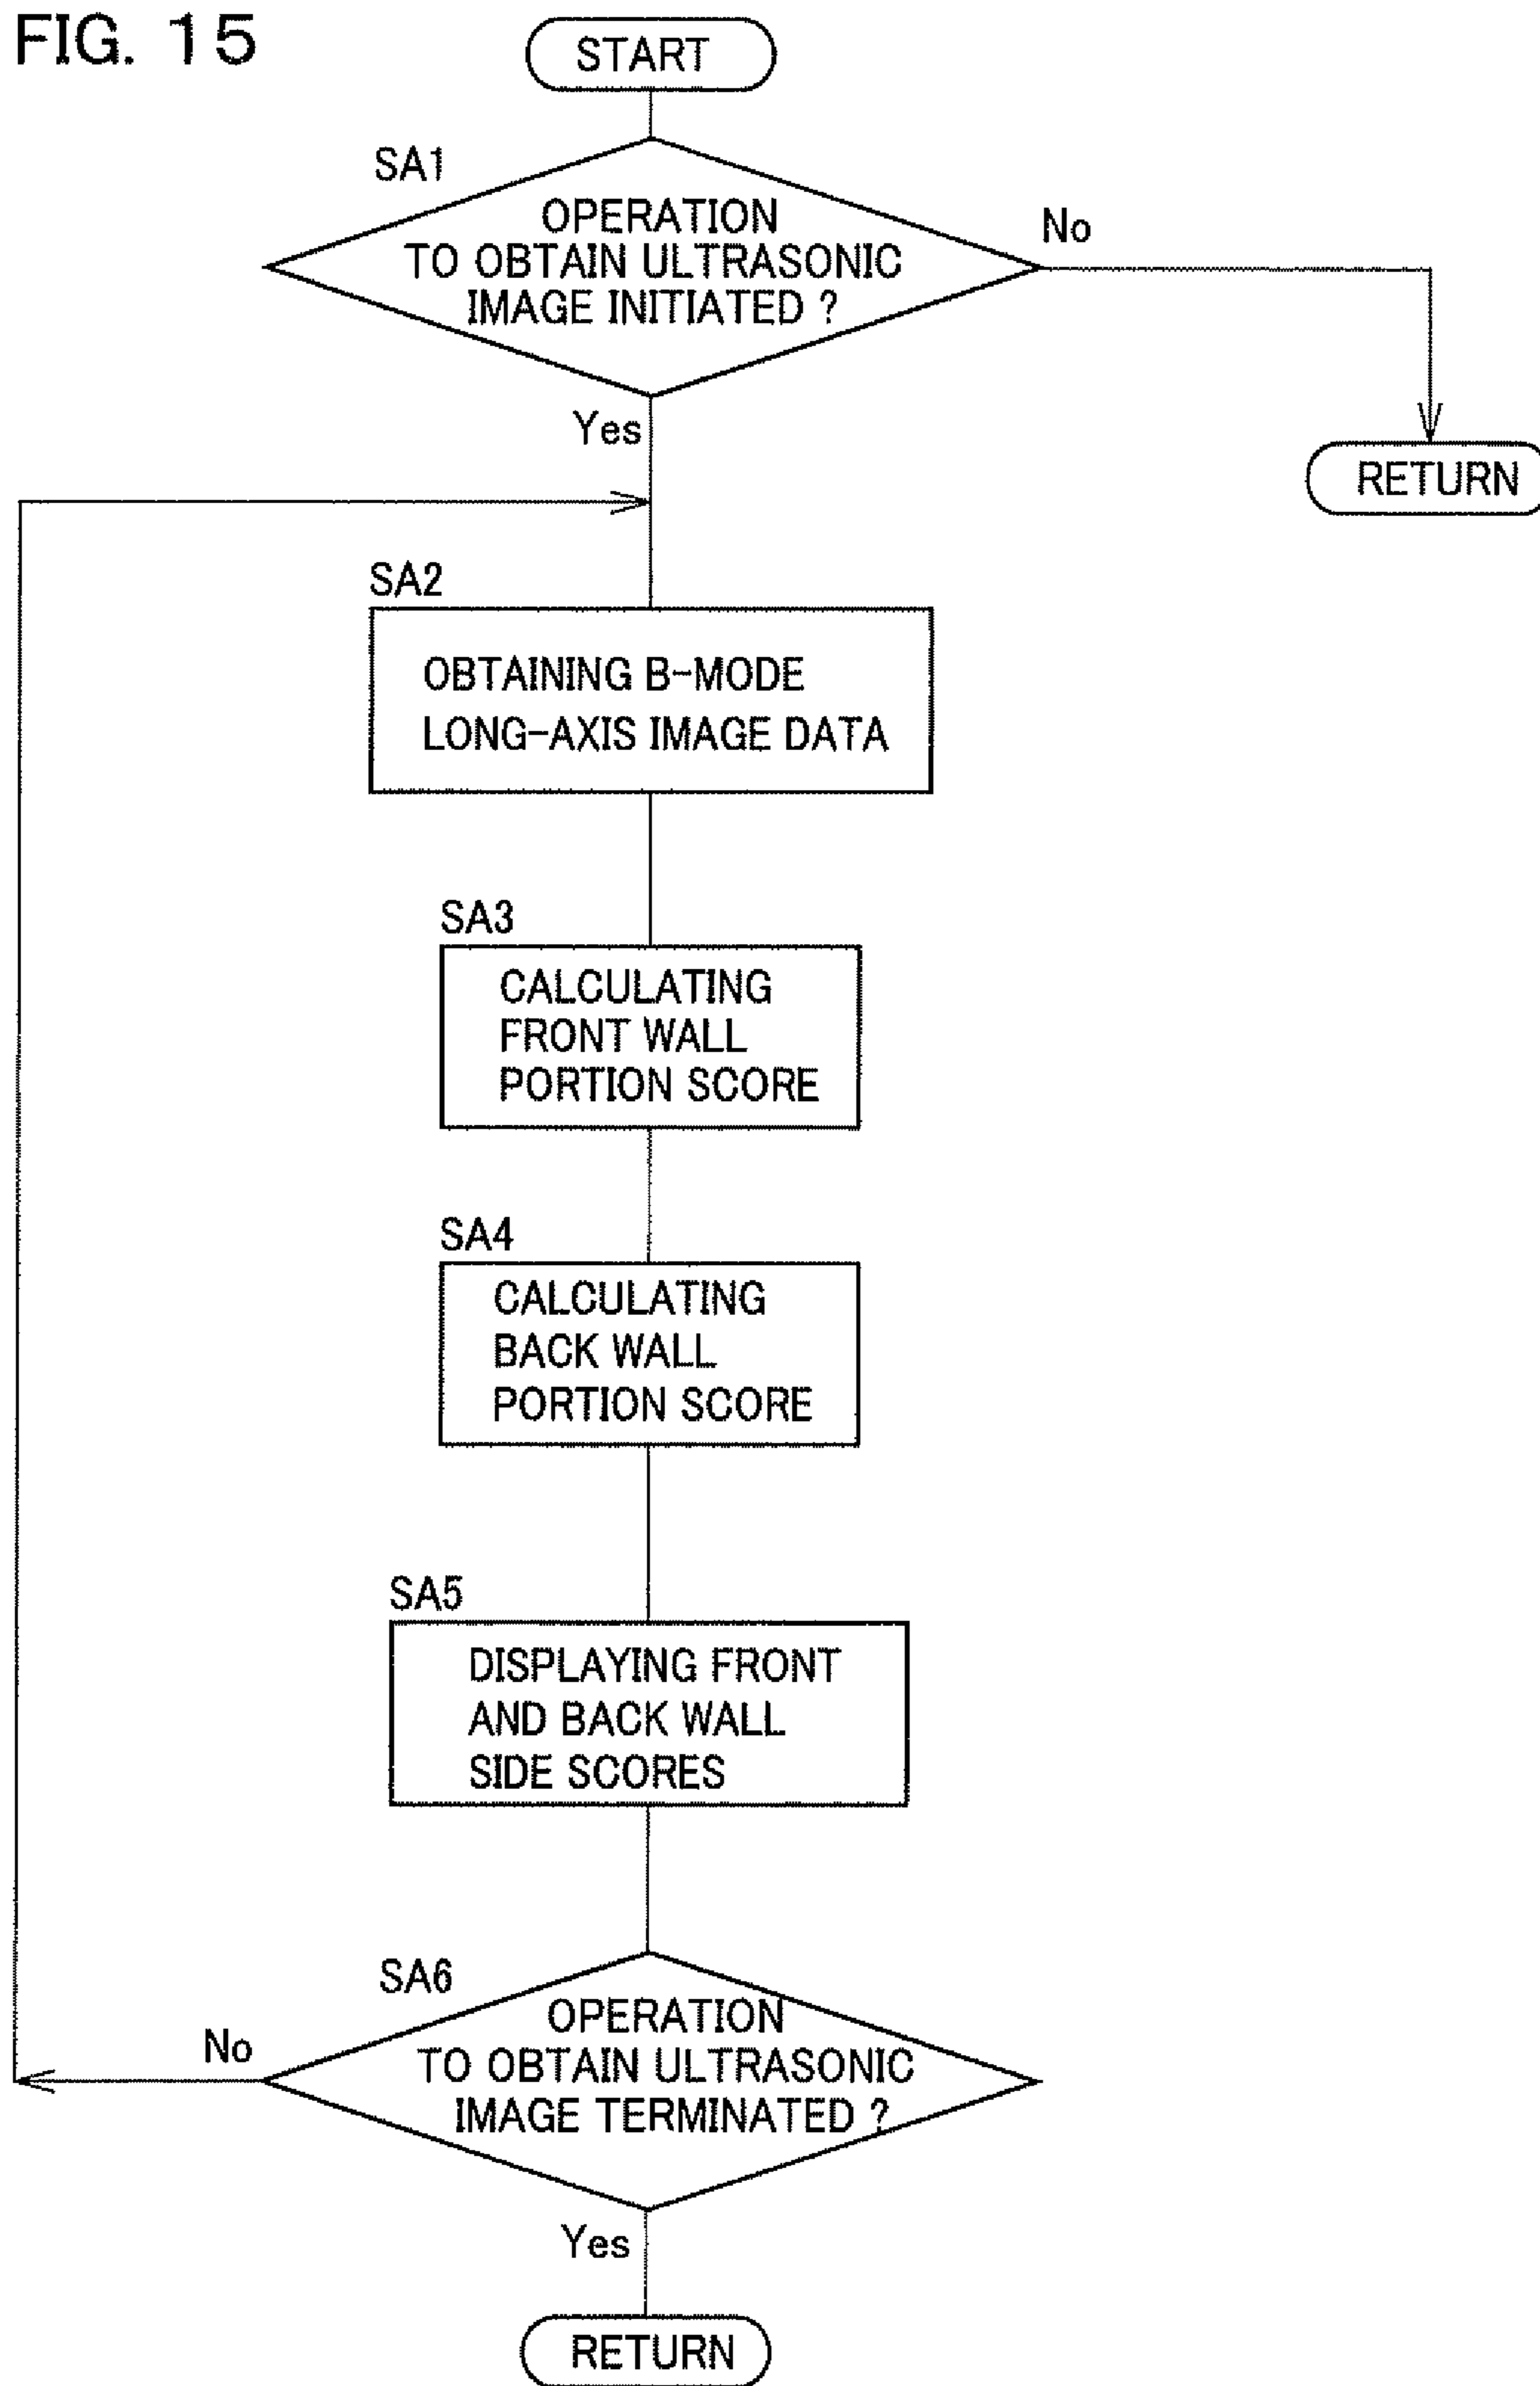 FIG. 15
START
SA1
OPERATION
TO OBTAIN ULTRASONIC
IMAGE INITIATED ?
No
Yes
RETURN
SA2
OBTAINING B-MODE
LONG-AXIS IMAGE DATA
SA3
CALCULATING
FRONT WALL
PORTION SCORE
SA4
CALCULATING
BACK WALL
PORTION SCORE
SA5
DISPLAYING FRONT
AND BACK WALL
SIDE SCORES
SA6
OPERATION
TO OBTAIN ULTRASONIC
IMAGE TERMINATED ?
No
Yes
RETURN